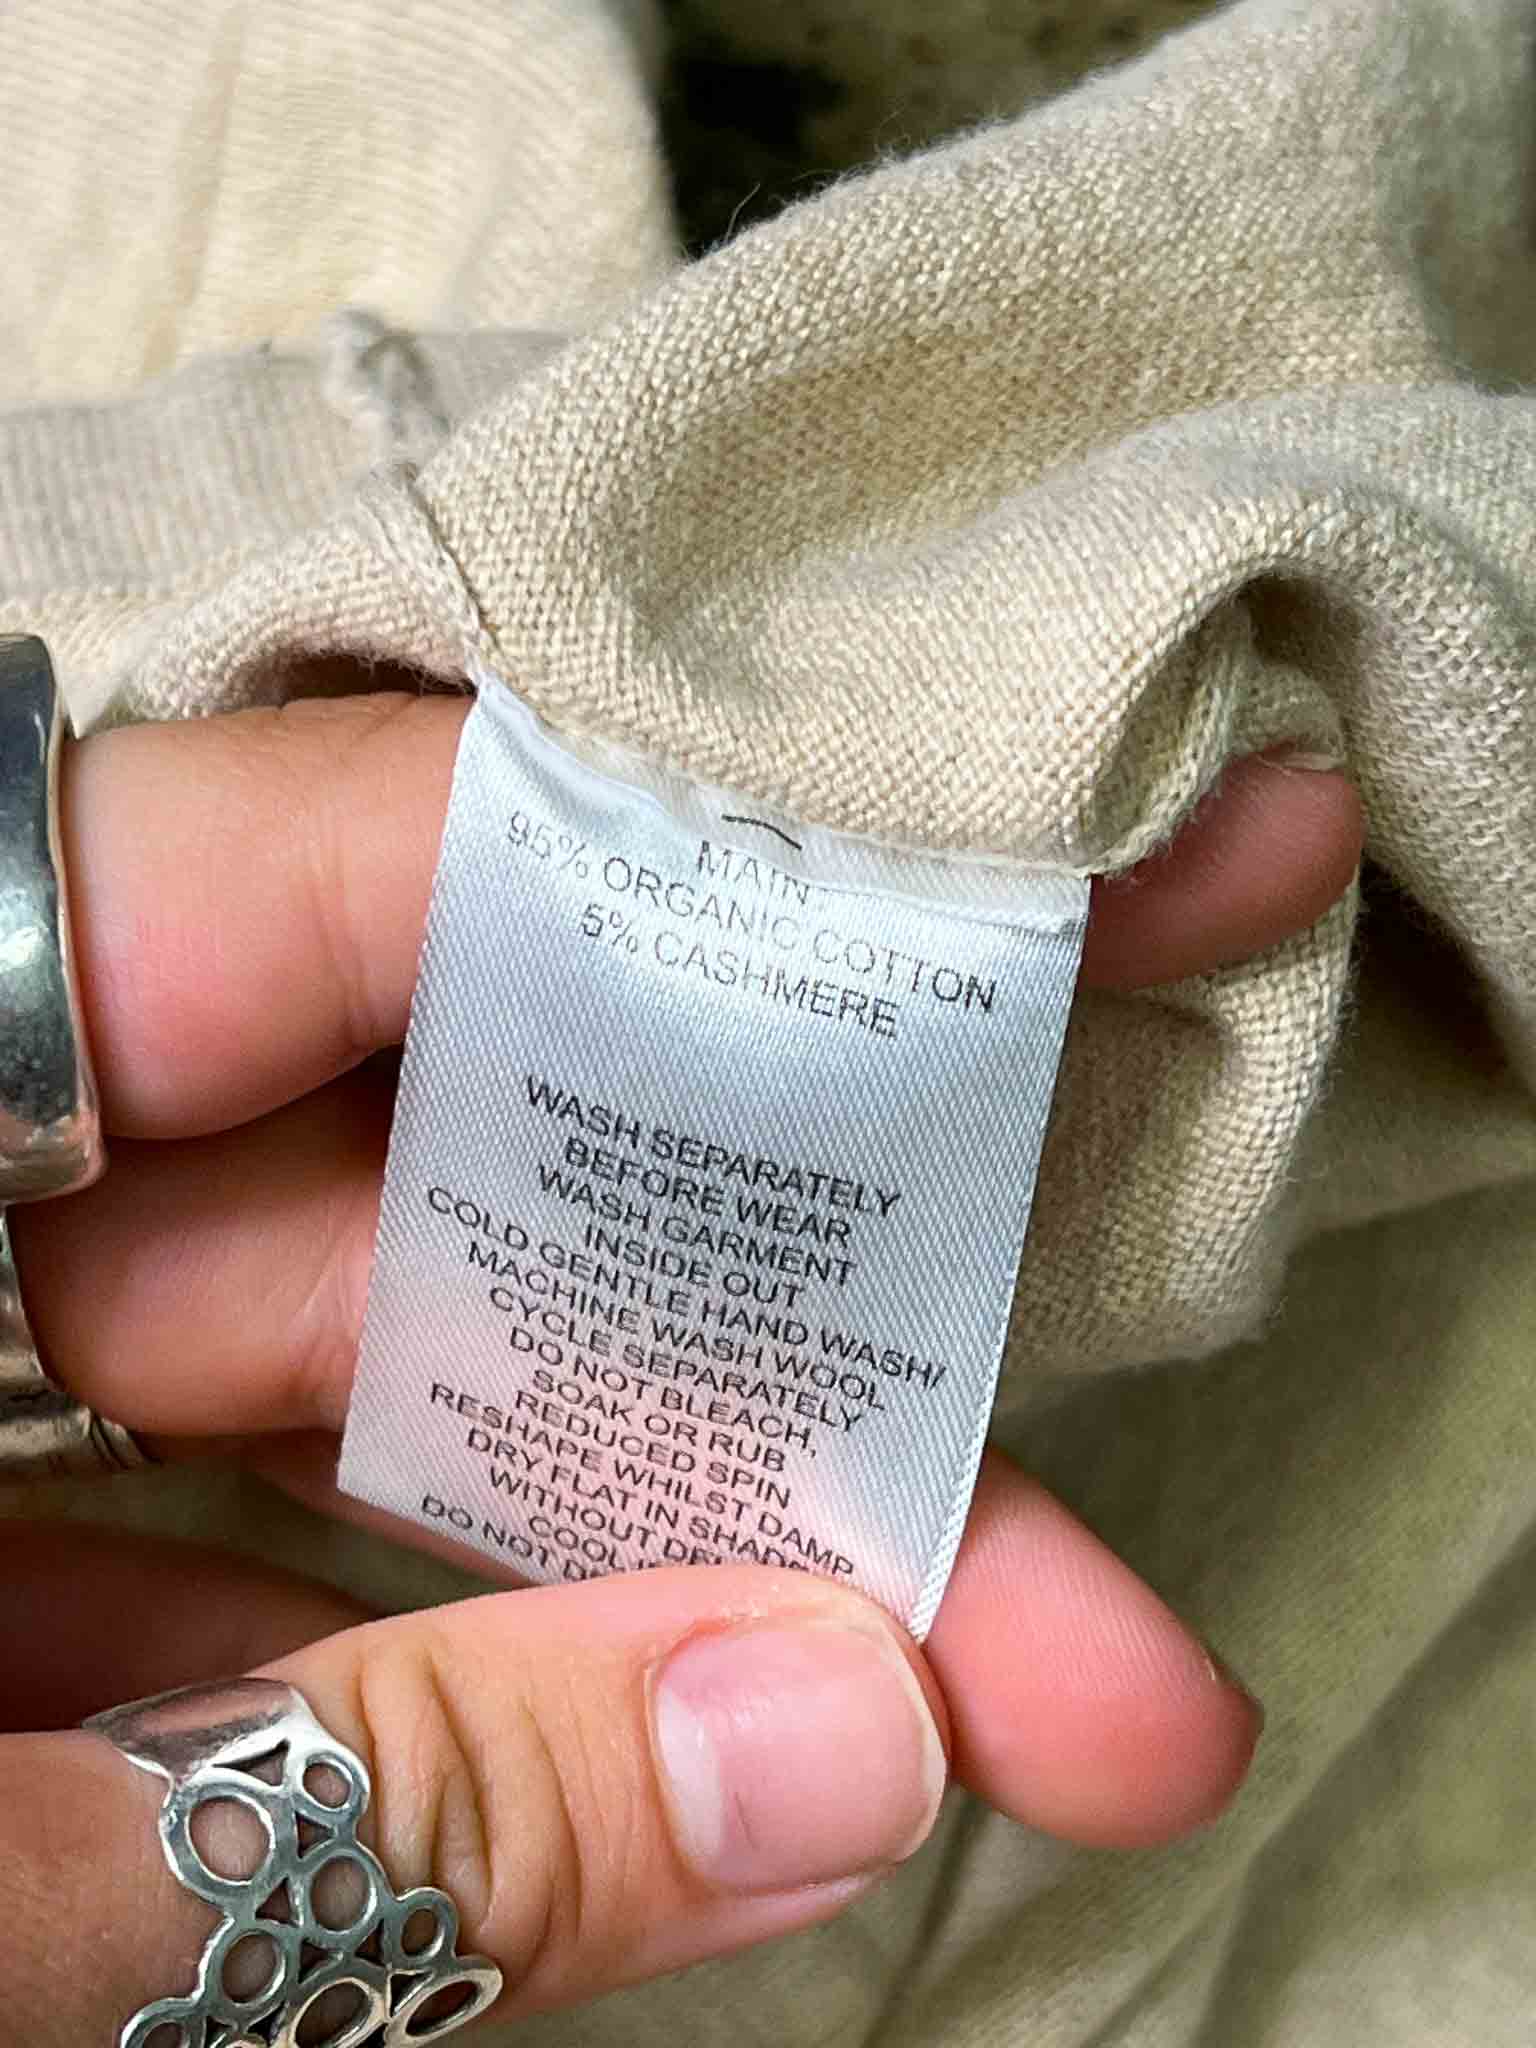 MAIN
95% ORGANIC COTTON
5% CASHMERE
WASH SEPARATELY
BEFORE WEAR
WASH GARMENT
INSIDE OUT
COLD GENTLE HAND WASH/
MACHINE WASH WOOL
CYCLE SEPARATELY
DO NOT BLEACH,
SOAK OR RUB
REDUCED SPIN
RESHAPE WHILST DAMP
DRY FLAT IN SHADE
WITHOUT
COOL
DO NOT